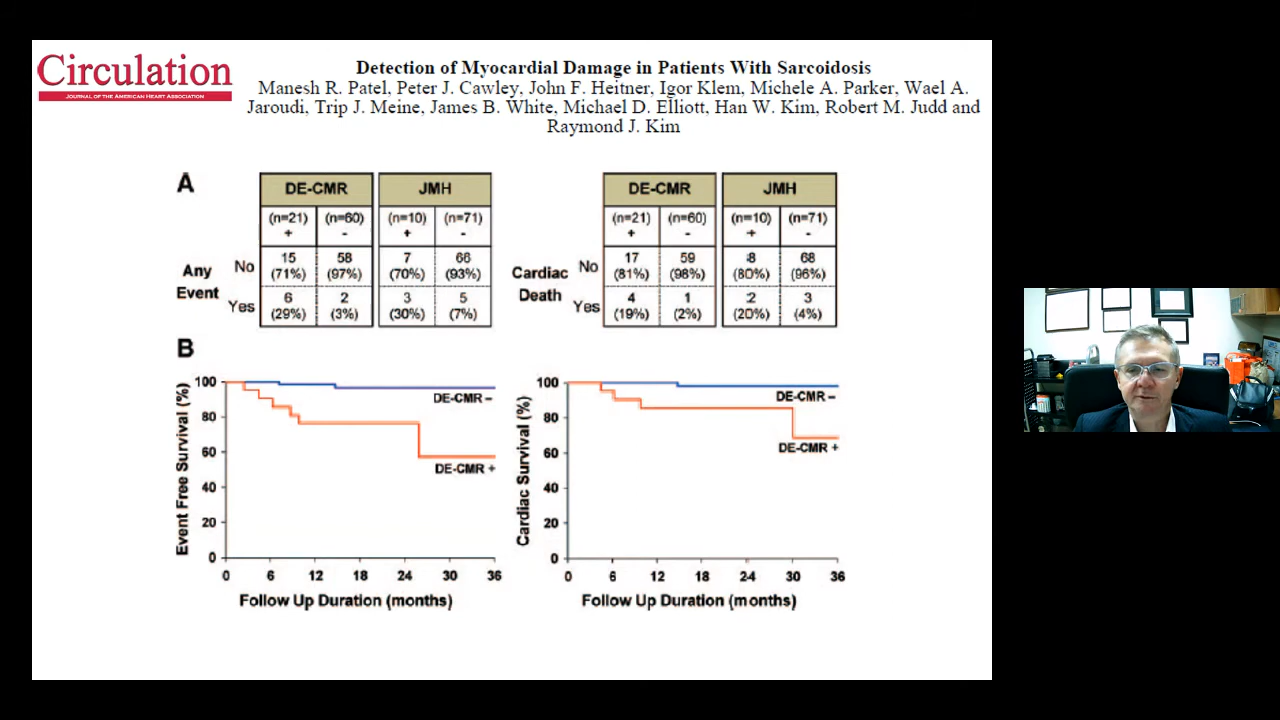 Circulation
JOURNAL OF THE AMERICAN HEART ASSOCIATION
Detection of Myocardial Damage in Patients With Sarcoidosis
Manesh R. Patel, Peter J. Cawley, John F. Heitner, Igor Klem, Michele A. Parker, Wael A.
Jaroudi, Trip J. Meine, James B. White, Michael D. Elliott, Han W. Kim, Robert M. Judd and
Raymond J. Kim
A
DE-CMR JMH
(n=21) (n=60) (n=10) (n=71)
+ - + -
Any Event
No 15 (71%) 58 (97%) 7 (70%) 66 (93%)
Yes 6 (29%) 2 (3%) 3 (30%) 5 (7%)
DE-CMR JMH
(n=21) (n=60) (n=10) (n=71)
+ - + -
Cardiac Death
No 17 (81%) 59 (98%) 8 (80%) 68 (96%)
Yes 4 (19%) 1 (2%) 2 (20%) 3 (4%)
B
Event Free Survival (%)
100
80
60
40
20
0
DE-CMR –
DE-CMR +
0 6 12 18 24 30 36
Follow Up Duration (months)
Cardiac Survival (%)
100
80
60
40
20
0
DE-CMR –
DE-CMR +
0 6 12 18 24 30 36
Follow Up Duration (months)